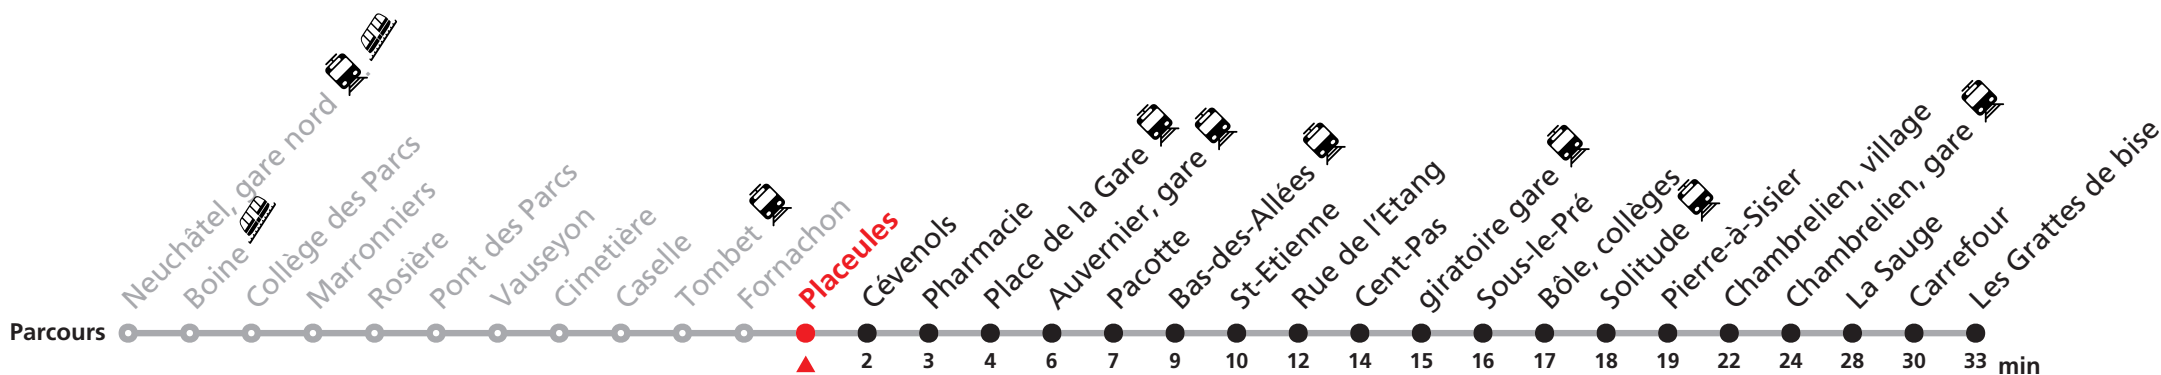 Neuchâtel, gare nord
Boine
Collège des Parcs
Marronniers
Rosière
Pont des Parcs
Vauseyon
Cimetière
Caselle
Tombet
Fornachon
Placeules
Cévenols
Pharmacie
Place de la Gare
Auvernier, gare
Pacotte
Bas-des-Allées
St-Etienne
Rue de l'Etang
Cent-Pas
giratoire gare
Sous-le-Pré
Bôle, collèges
Solitude
Pierre-à-Sisier
Chambrelien, village
Chambrelien, gare
La Sauge
Carrefour
Les Grattes de bise
Parcours
2 3 4 6 7 9 10 12 14 15 16 17 18 19 22 24 28 30 33 min